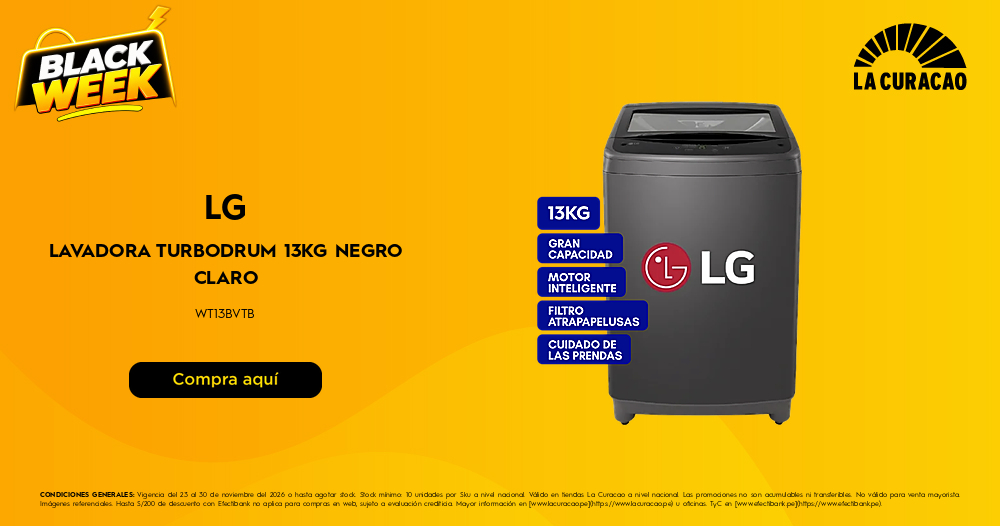 BLACK
WEEK
LA CURACAO
LG
LAVADORA TURBODRUM 13KG NEGRO
CLARO
WT13BVTB
Compra aquí
13KG
GRAN
CAPACIDAD
MOTOR
INTELIGENTE
FILTRO
ATRAPAPELUSAS
CUIDADO DE
LAS PRENDAS
LG
CONDICIONES GENERALES: Vigencia del 23 al 30 de noviembre del 2026 o hasta agotar stock. Stock mínimo: 10 unidades por Sku a nivel nacional. Válido en tiendas La Curacao a nivel nacional. Las promociones no son acumulables ni transferibles. No válido para venta mayorista.
Imágenes referenciales. Hasta S/200 de descuento con Efectibank no aplica para compras en web, sujeto a evaluación crediticia. Mayor información en [www.lacuracao.pe](https://www.lacuracao.pe) u oficinas. TyC en [www.efectibank.pe](https://www.efectibank.pe).